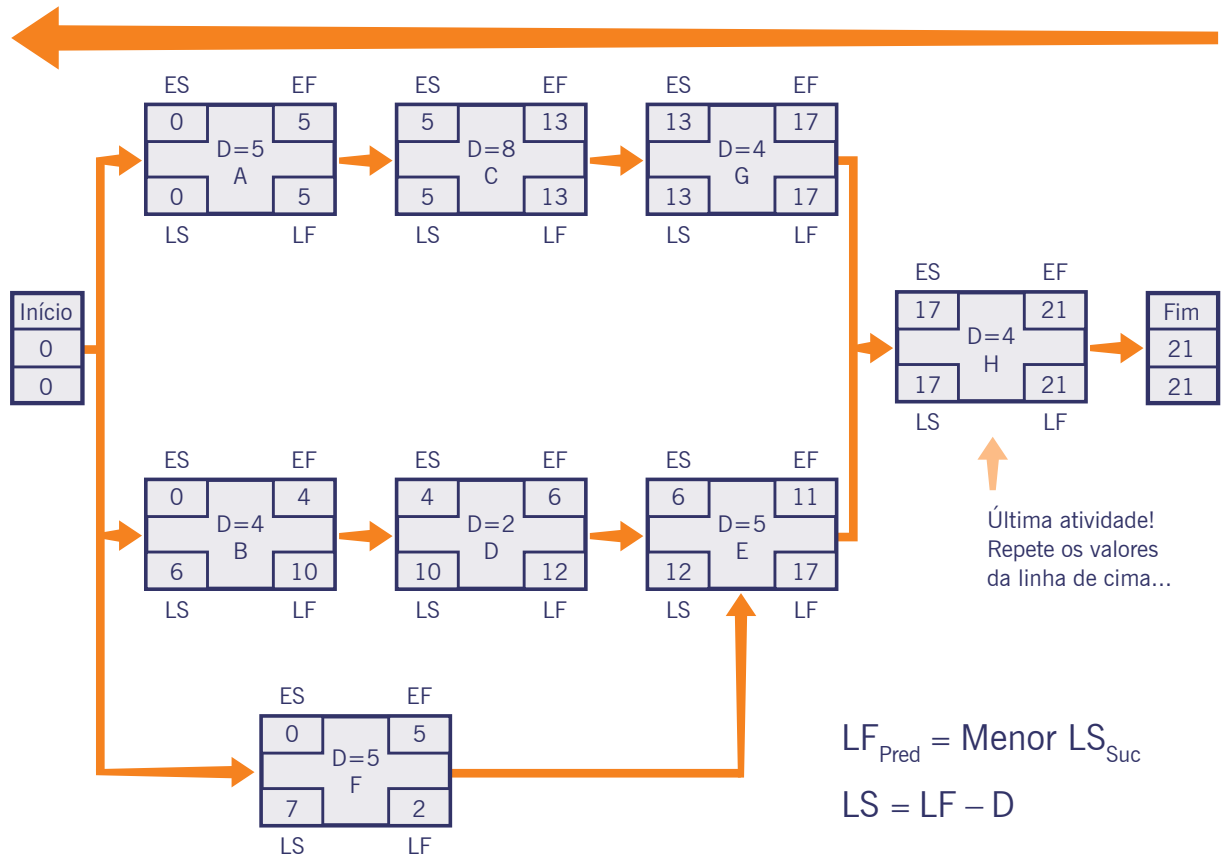 ES EF ES EF ES EF
0 5 5 13 13 17
D=5 D=8 D=4
A C G
0 5 5 13 13 17
LS LF LS LF LS LF
ES EF
Início 17 21 Fim
0 D=4 21
H
0 17 21 21
LS LF
ES EF ES EF ES EF
0 4 4 6 6 11
D=4 D=2 D=5
B D E
6 10 10 12 12 17
LS LF LS LF LS LF
Última atividade!
Repete os valores
da linha de cima...
ES EF
0 5
D=5
F
7 2
LS LF
LF_Pred = Menor LS_Suc
LS = LF – D